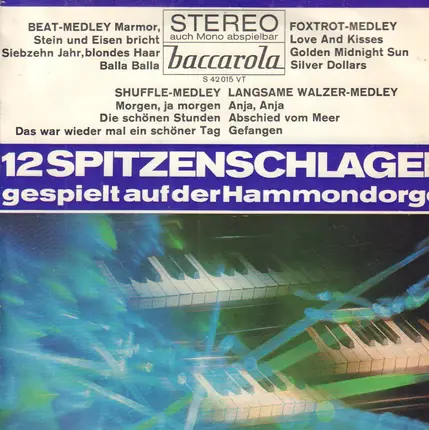 BEAT-MEDLEY Marmor,
Stein und Eisen bricht
Siebzehn Jahr,blondes Haar
Balla Balla
STEREO
auch Mono abspielbar
baccarola
S 42 015 VT
FOXTROT-MEDLEY
Love And Kisses
Golden Midnight Sun
Silver Dollars
SHUFFLE-MEDLEY
Morgen, ja morgen
Die schönen Stunden
Das war wieder mal ein schöner Tag
LANGSAME WALZER-MEDLEY
Anja, Anja
Abschied vom Meer
Gefangen
12 SPITZENSCHLAGE
gespielt auf der Hammondorg